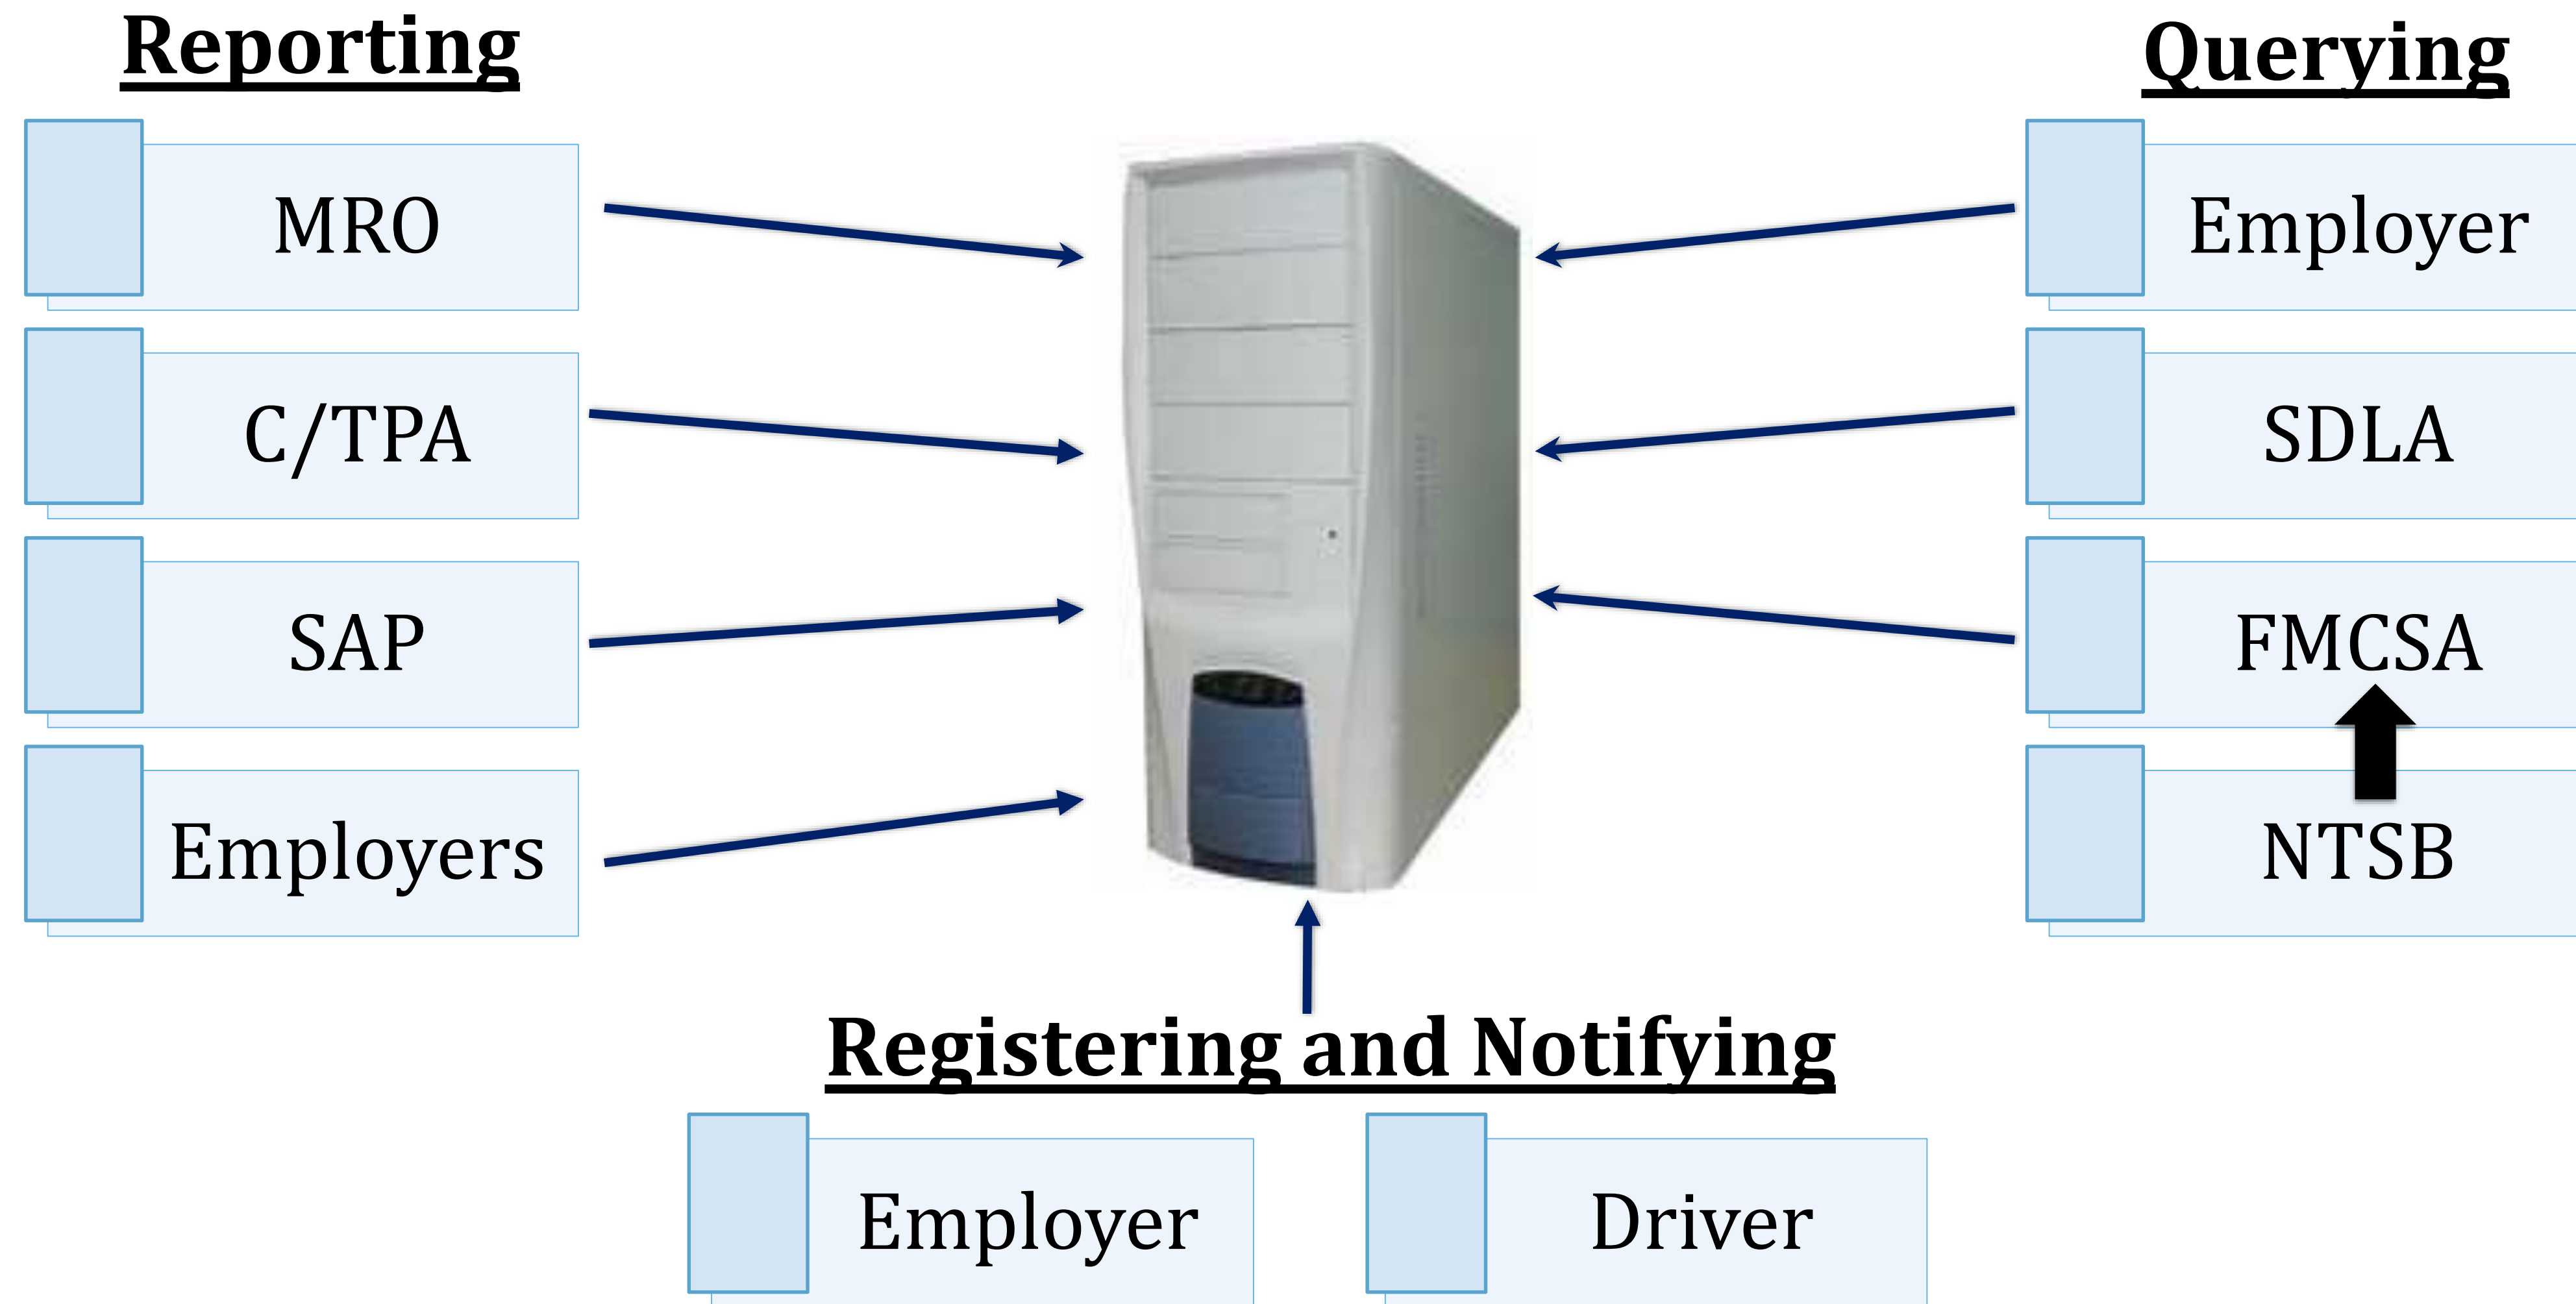 Reporting
MRO
C/TPA
SAP
Employers
Querying
Employer
SDLA
FMCSA
NTSB
Registering and Notifying
Employer
Driver